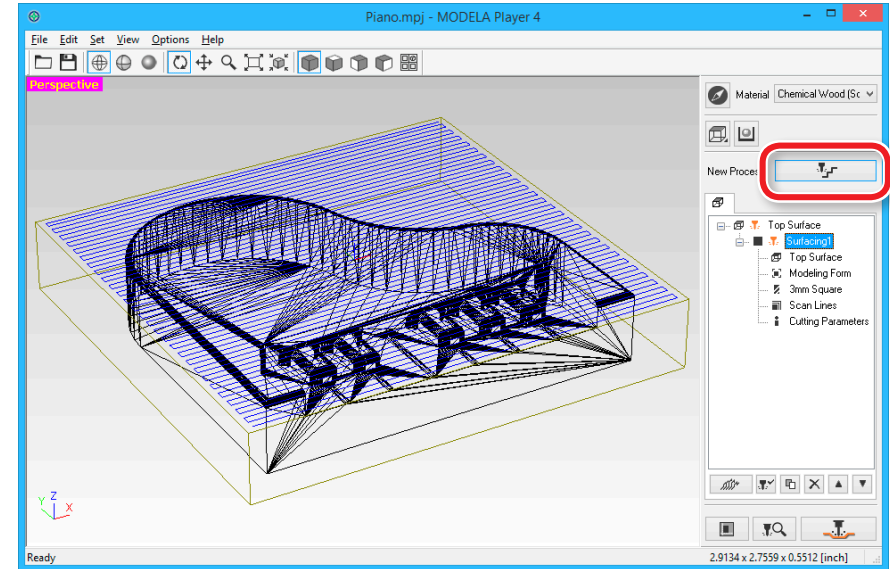 Piano.mpj - MODELA Player 4
File Edit Set View Options Help
Perspective
Material Chemical Wood (Sc
New Proces
Top Surface
Surfacing1
Top Surface
Modeling Form
3mm Square
Scan Lines
Cutting Parameters
Z
Y
X
Ready
2.9134 x 2.7559 x 0.5512 [inch]